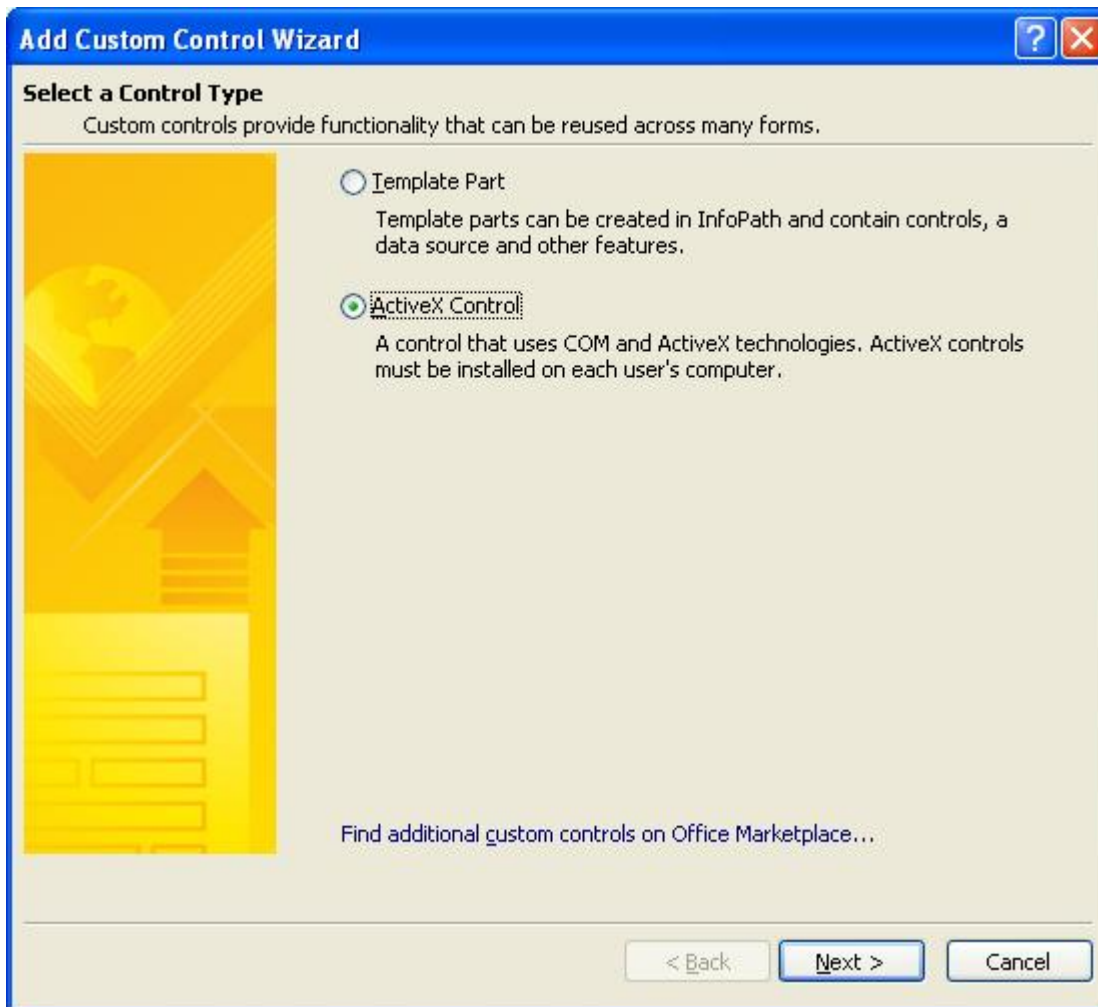 Add Custom Control Wizard
Select a Control Type
Custom controls provide functionality that can be reused across many forms.
Template Part
Template parts can be created in InfoPath and contain controls, a
data source and other features.
ActiveX Control
A control that uses COM and ActiveX technologies. ActiveX controls
must be installed on each user's computer.
Find additional custom controls on Office Marketplace...
< Back
Next >
Cancel